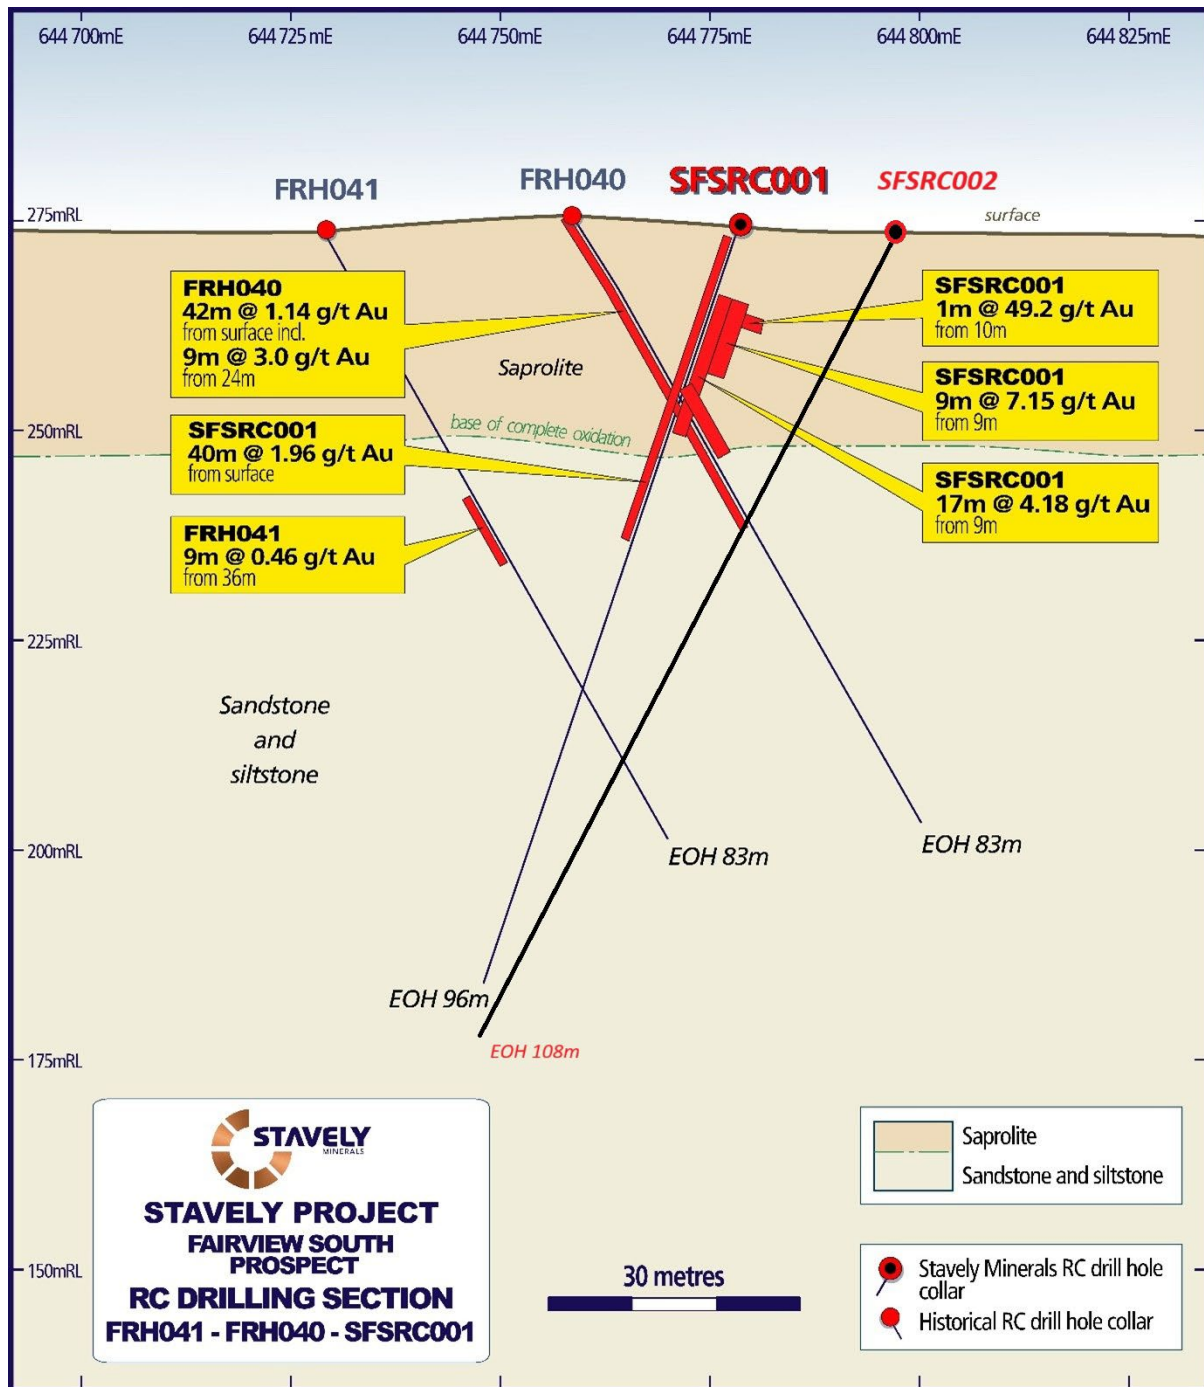 644 700mE
644 725 mE
644 750mE
644 775mE
644 800mE
644 825mE
FRH041
FRH040
SFSRC001
SFSRC002
275mRL
surface
FRH040
42m @ 1.14 g/t Au
from surface incl.
9m @ 3.0 g/t Au
from 24m
SFSRC001
1m @ 49.2 g/t Au
from 10m
Saprolite
SFSRC001
9m @ 7.15 g/t Au
from 9m
250mRL
base of complete oxidation
SFSRC001
40m @ 1.96 g/t Au
from surface
SFSRC001
17m @ 4.18 g/t Au
from 9m
FRH041
9m @ 0.46 g/t Au
from 36m
225mRL
Sandstone
and
siltstone
200mRL
EOH 83m
EOH 83m
EOH 96m
EOH 108m
175mRL
STAVELY
MINERALS
STAVELY PROJECT
FAIRVIEW SOUTH
PROSPECT
RC DRILLING SECTION
FRH041 - FRH040 - SFSRC001
150mRL
30 metres
Saprolite
Sandstone and siltstone
Stavely Minerals RC drill hole
collar
Historical RC drill hole collar